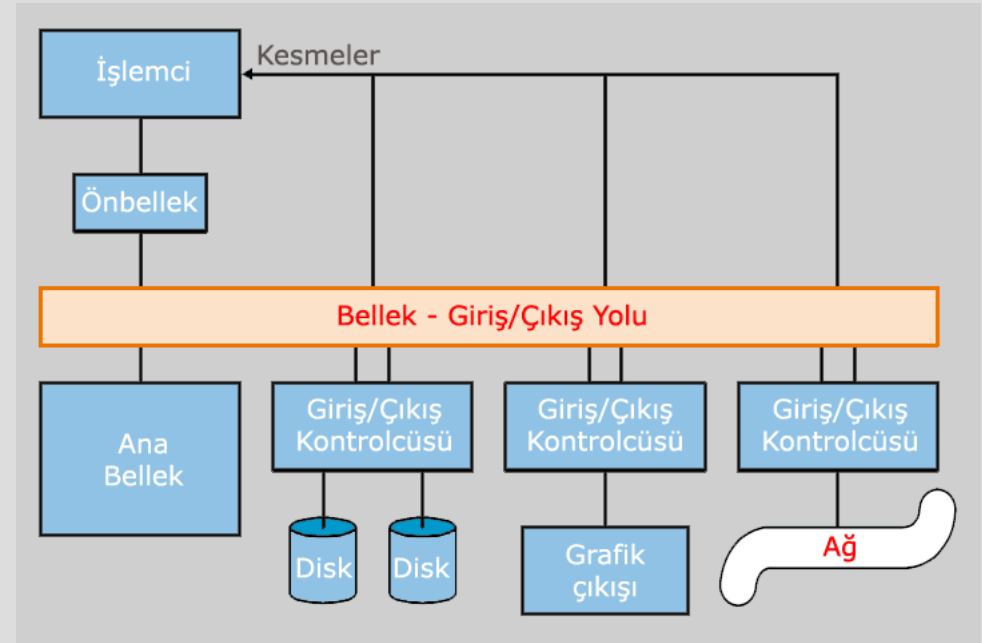 İşlemci
Kesmeler
Önbellek
Bellek - Giriş/Çıkış Yolu
Ana
Bellek
Giriş/Çıkış
Kontrolcüsü
Giriş/Çıkış
Kontrolcüsü
Giriş/Çıkış
Kontrolcüsü
Disk
Disk
Grafik
çıkışı
Ağ